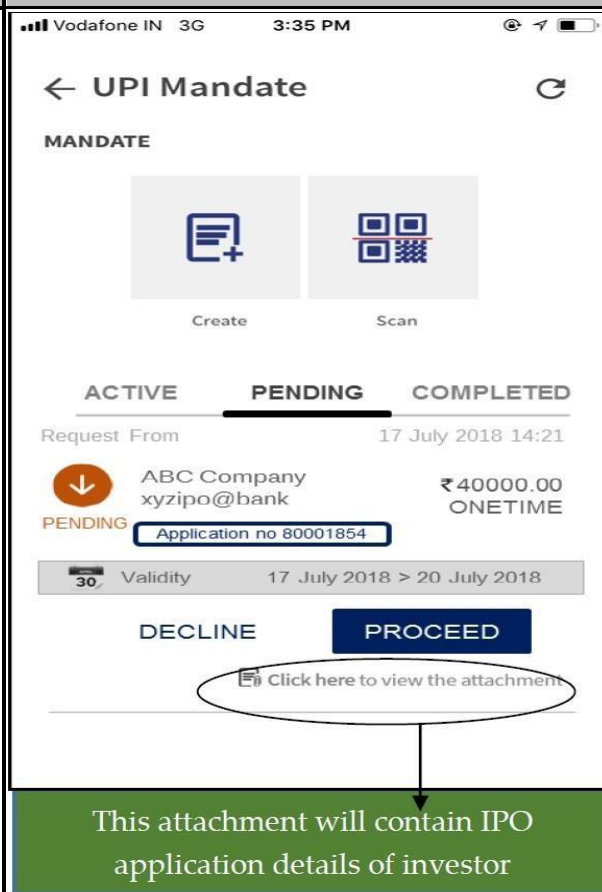 Vodafone IN 3G 3:35 PM
← UPI Mandate
MANDATE
Create Scan
ACTIVE PENDING COMPLETED
Request From 17 July 2018 14:21
ABC Company ₹40000.00
xyzipo@bank ONETIME
PENDING
Application no 80001854
30 Validity 17 July 2018 > 20 July 2018
DECLINE PROCEED
Click here to view the attachment
This attachment will contain IPO
application details of investor